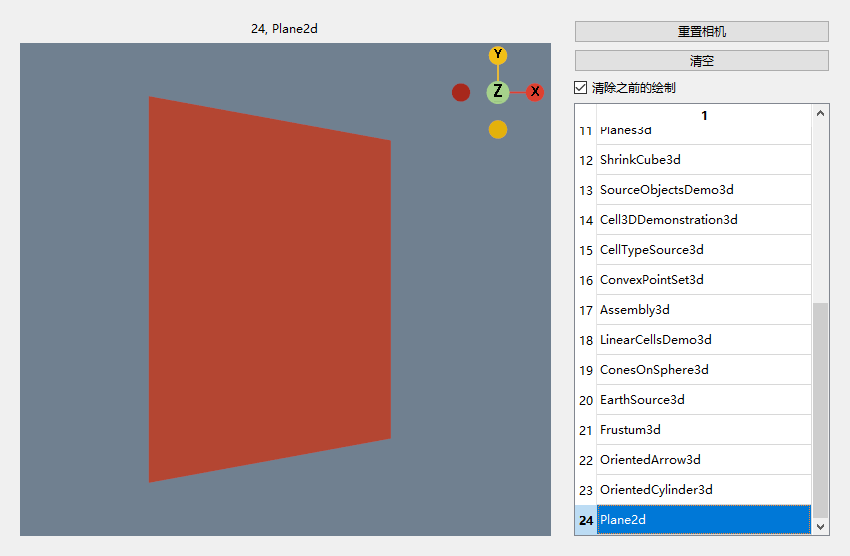 24, Plane2d
Y
Z
X
重置相机
清空
清除之前的绘制
1
11 Planes3d
12 ShrinkCube3d
13 SourceObjectsDemo3d
14 Cell3DDemonstration3d
15 CellTypeSource3d
16 ConvexPointSet3d
17 Assembly3d
18 LinearCellsDemo3d
19 ConesOnSphere3d
20 EarthSource3d
21 Frustum3d
22 OrientedArrow3d
23 OrientedCylinder3d
24 Plane2d